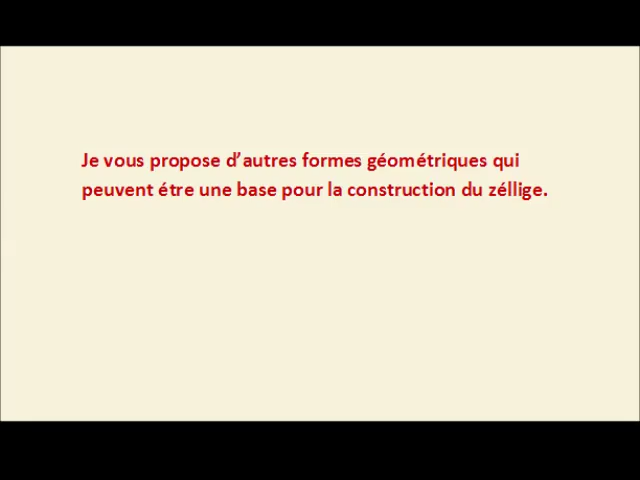 Je vous propose d’autres formes géométriques qui
peuvent étre une base pour la construction du zéllige.